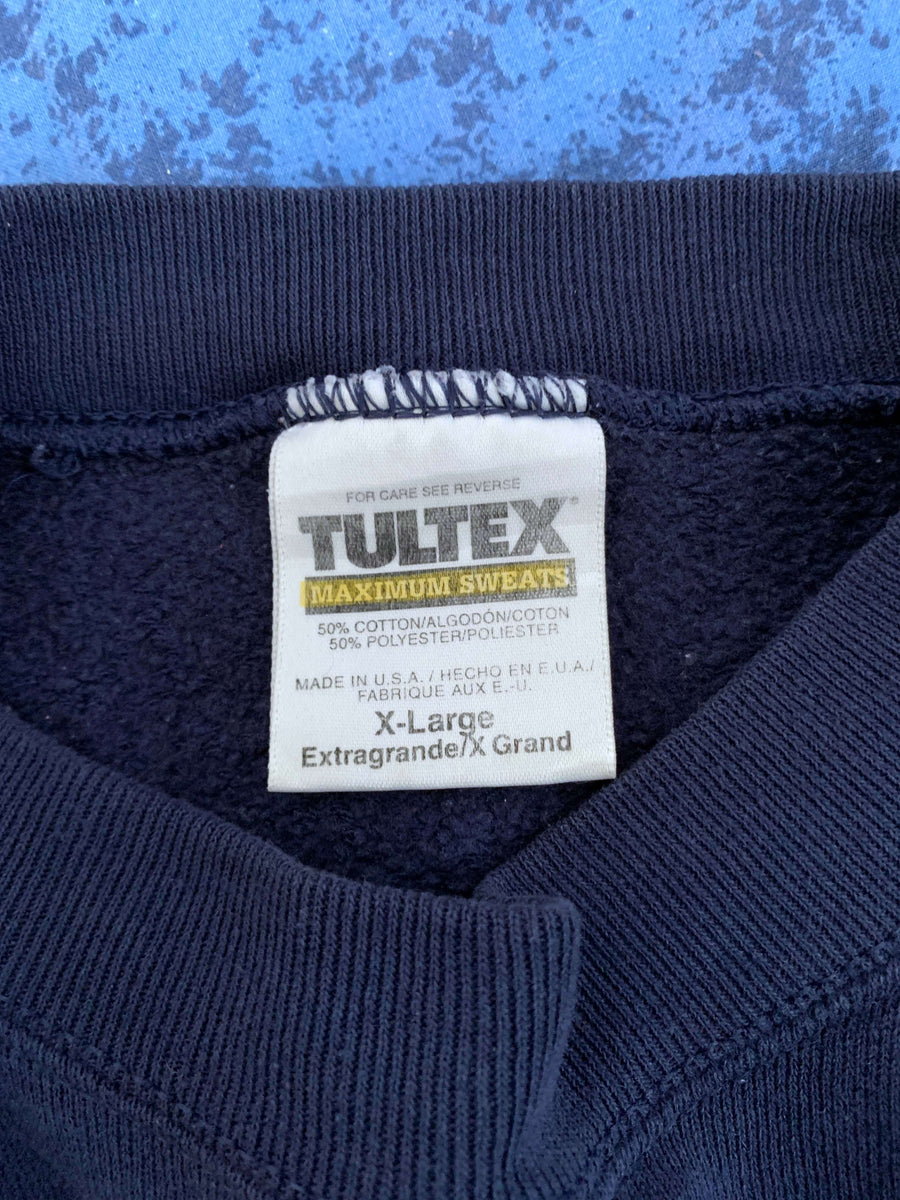 FOR CARE SEE REVERSE
TULTEX®
MAXIMUM SWEATS
50% COTTON/ALGODÓN/COTON
50% POLYESTER/POLIESTER
MADE IN U.S.A. / HECHO EN E.U.A./
FABRIQUE AUX E.-U.
X-Large
Extragrande/X Grand